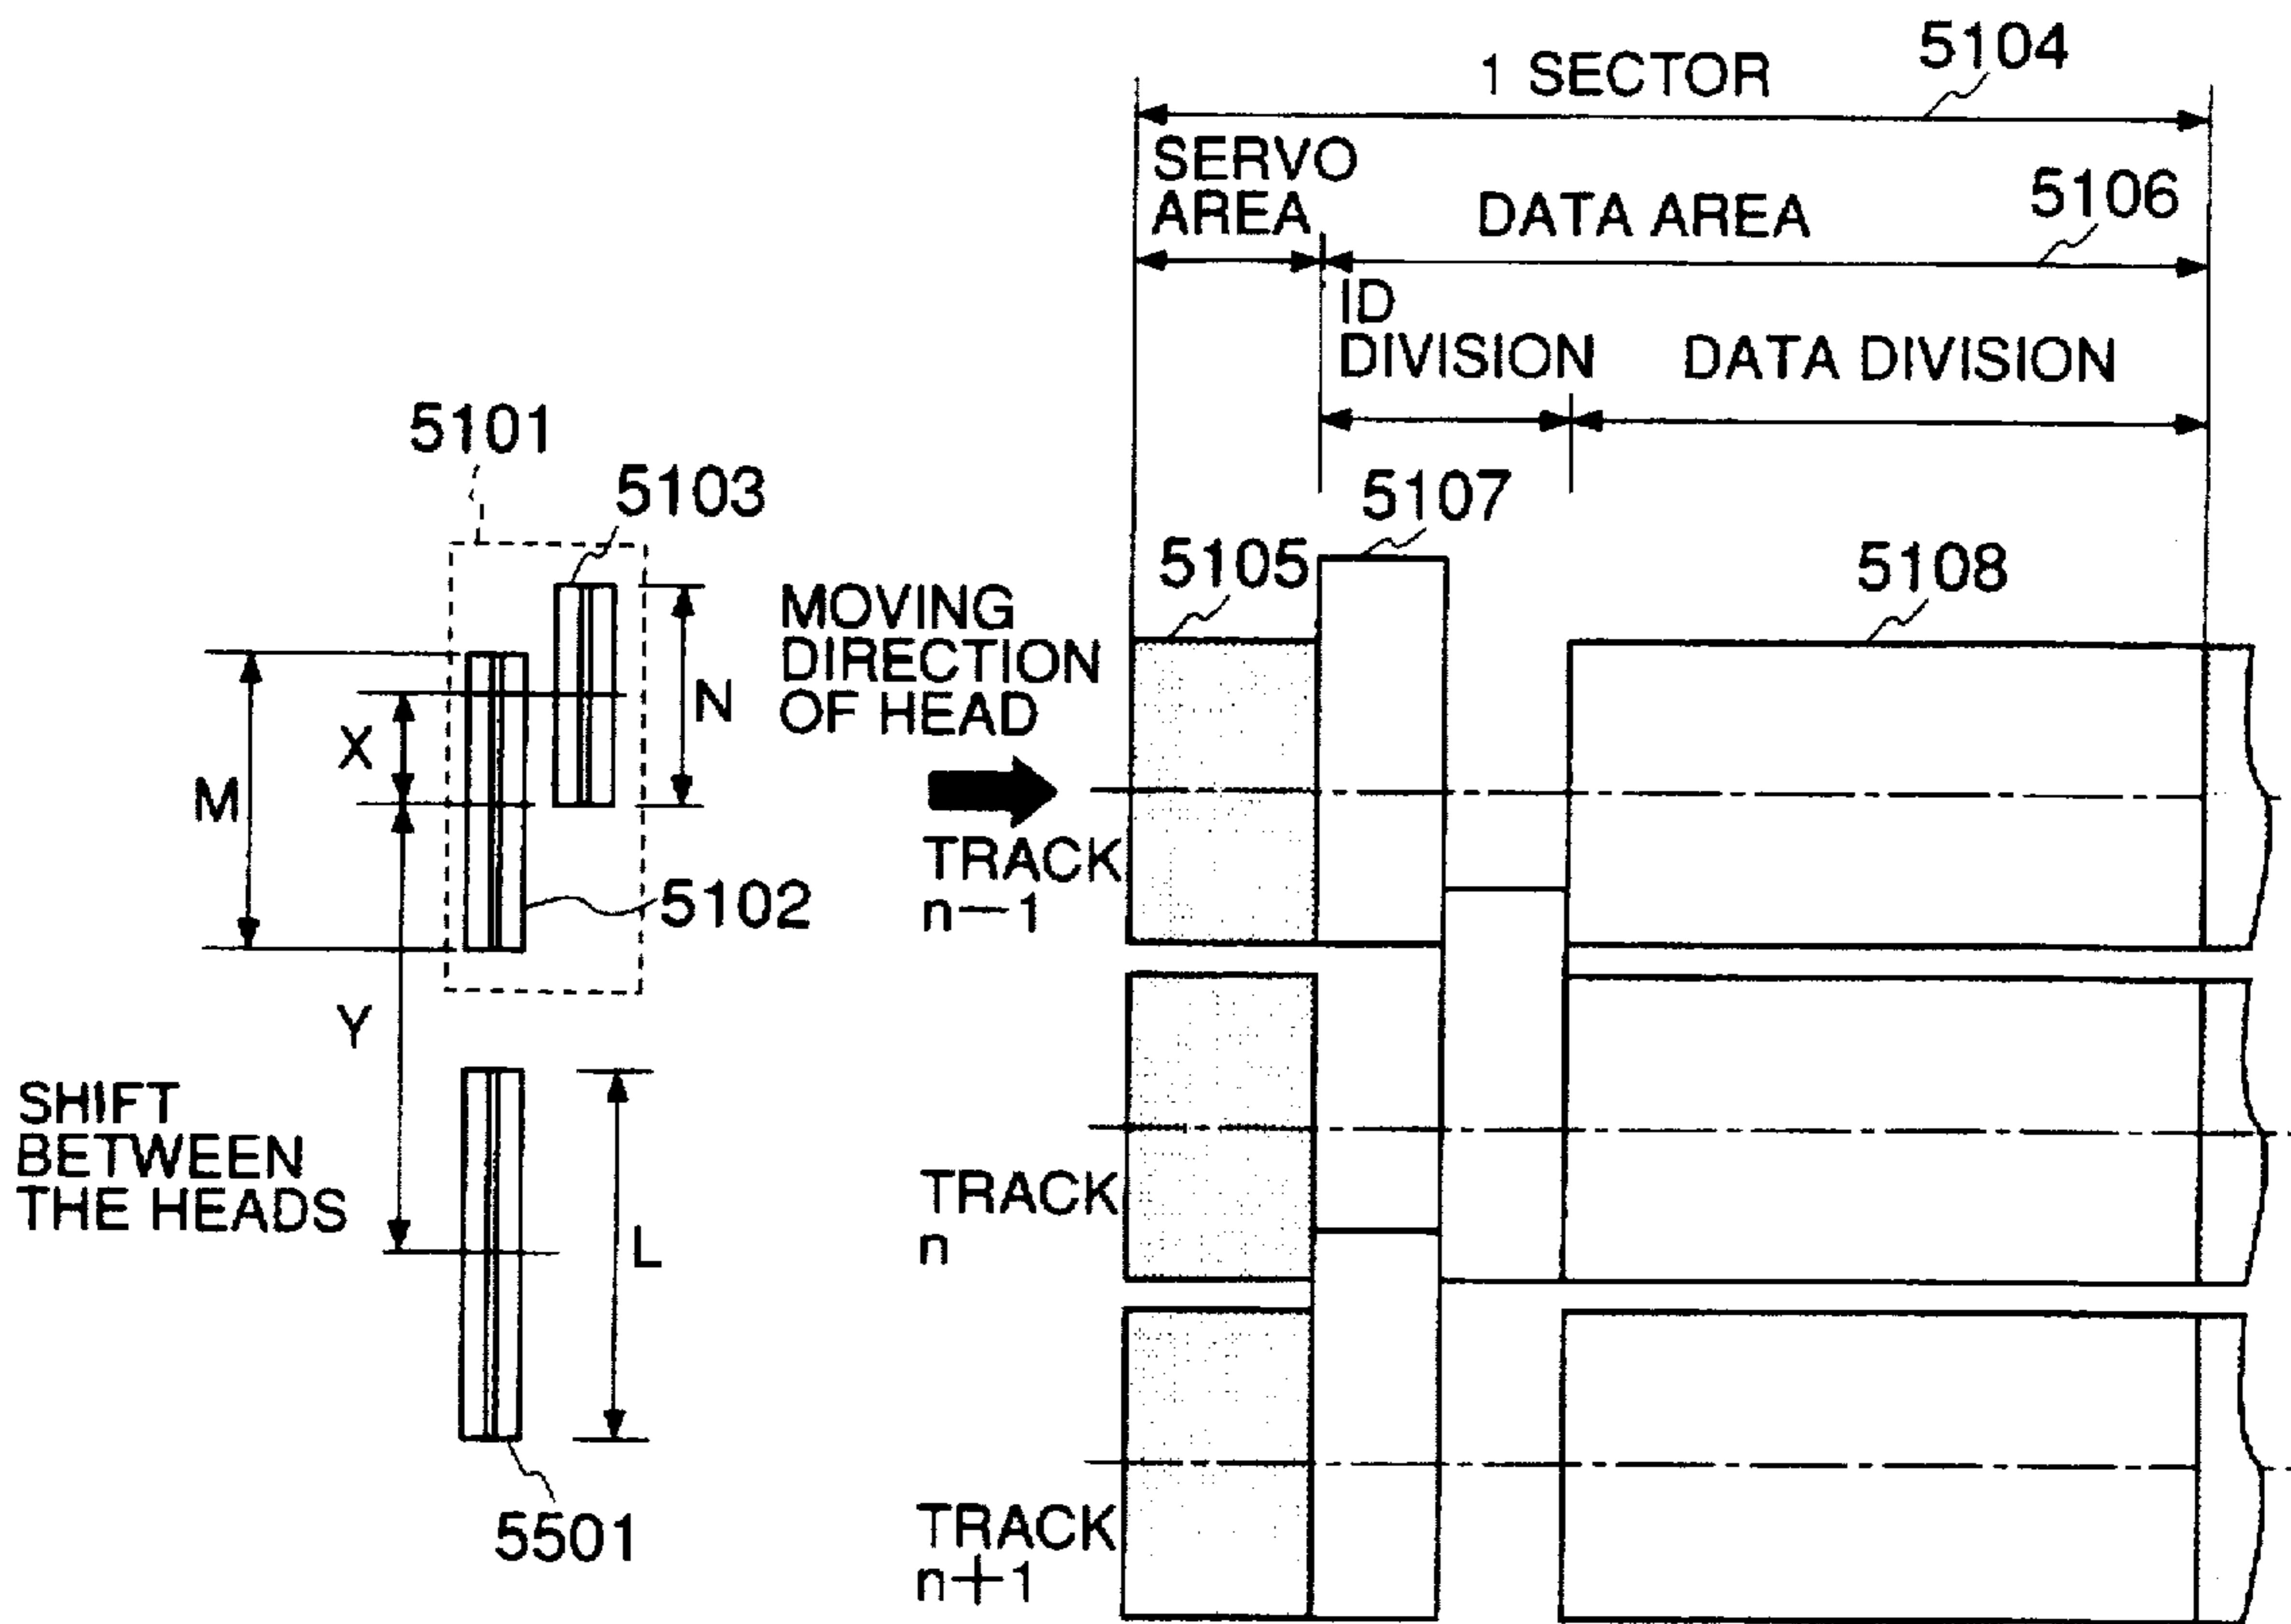 5104
1 SECTOR
SERVO
AREA
5106
DATA AREA
ID
DIVISION
DATA DIVISION
5101
5103
5107
5105
5108
MOVING
DIRECTION
OF HEAD
N
X
M
TRACK
n—1
5102
Y
SHIFT
BETWEEN
THE HEADS
L
TRACK
n
5501
TRACK
n+1